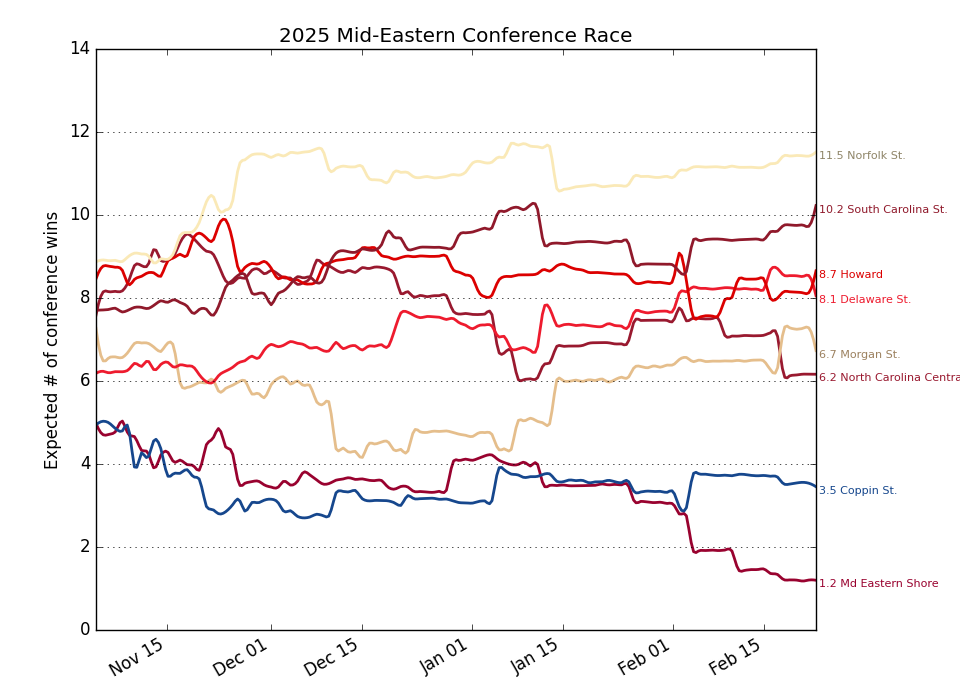 2025 Mid-Eastern Conference Race
Expected # of conference wins
14
12
10
8
6
4
2
0
11.5 Norfolk St.
10.2 South Carolina St.
8.7 Howard
8.1 Delaware St.
6.7 Morgan St.
6.2 North Carolina Centra
3.5 Coppin St.
1.2 Md Eastern Shore
Nov 15
Dec 01
Dec 15
Jan 01
Jan 15
Feb 01
Feb 15